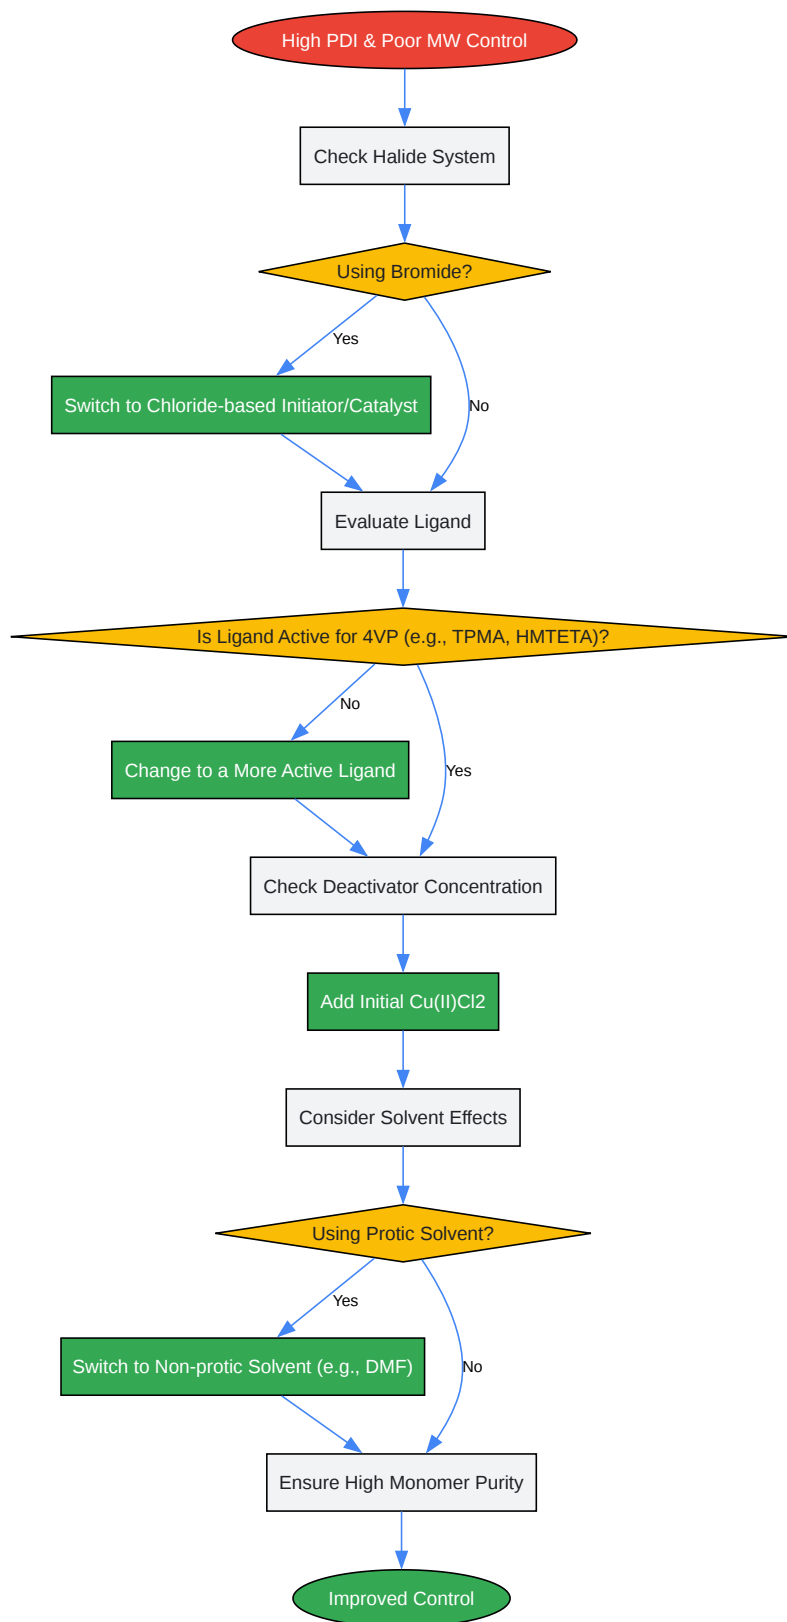 High PDI & Poor MW Control
Check Halide System
Using Bromide?
Yes
Switch to Chloride-based Initiator/Catalyst
No
Evaluate Ligand
Is Ligand Active for 4VP (e.g., TPMA, HMTETA)?
No
Change to a More Active Ligand
Yes
Check Deactivator Concentration
Add Initial Cu(II)Cl2
Consider Solvent Effects
Using Protic Solvent?
Yes
Switch to Non-protic Solvent (e.g., DMF)
No
Ensure High Monomer Purity
Improved Control